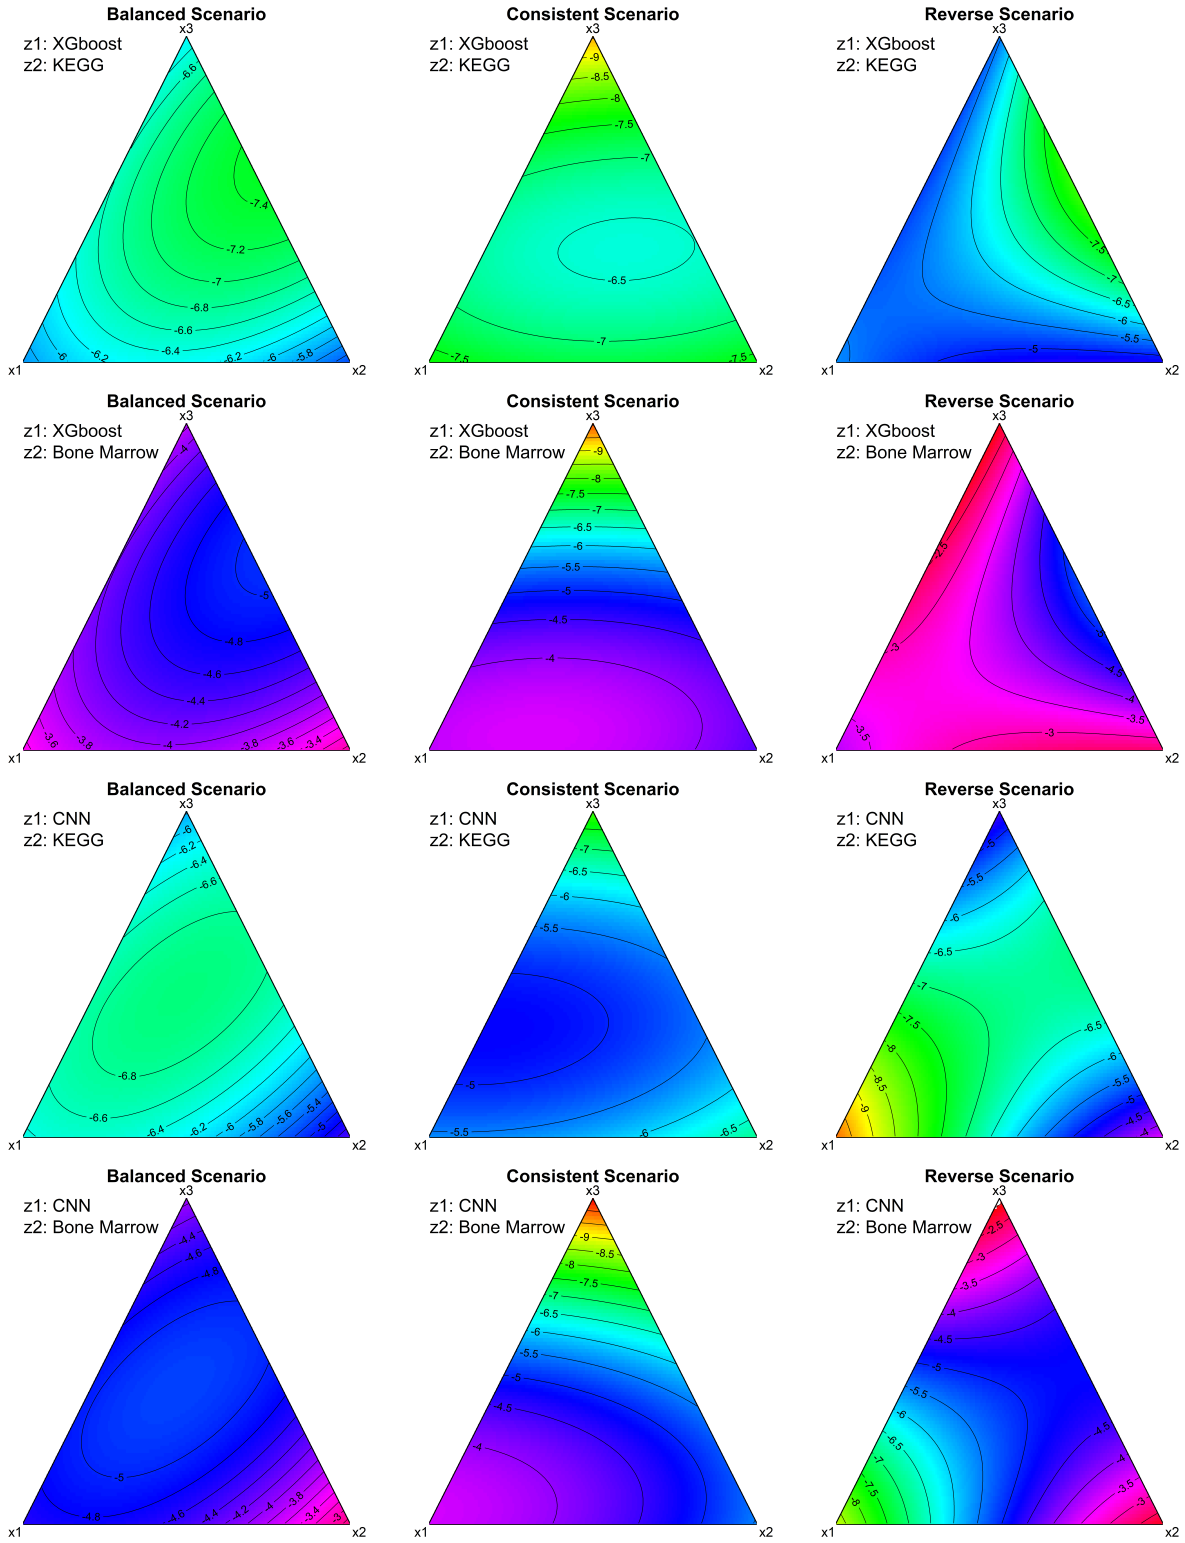 Balanced Scenario
x3
z1: XGboost
z2: KEGG
-6.6
-7.4
-7.2
-7
-6.8
-6.6
-6.4
-6
-6.2
-6.2
-6
-5.8
x1
x2
Consistent Scenario
x3
z1: XGboost
z2: KEGG
-9
-8.5
-8
-7.5
-7
-6.5
-7
-7.5
-7.5
x1
x2
Reverse Scenario
x3
z1: XGboost
z2: KEGG
-7.5
-7
-6.5
-6
-5.5
-5
x1
x2
Balanced Scenario
x3
z1: XGboost
z2: Bone Marrow
-4
-5
-4.8
-4.6
-4.4
-4.2
-4
-3.6
-3.8
-3.8
-3.6
-3.4
x1
x2
Consistent Scenario
x3
z1: XGboost
z2: Bone Marrow
-9
-8
-7.5
-7
-6.5
-6
-5.5
-5
-4.5
-4
x1
x2
Reverse Scenario
x3
z1: XGboost
z2: Bone Marrow
-2.5
-3
-5
-4.5
-4
-3.5
-3.5
-3
x1
x2
Balanced Scenario
x3
z1: CNN
z2: KEGG
-6
-6.2
-6.4
-6.6
-6.8
-6.6
-6.4
-6.2
-6
-5.8
-5.6
-5.4
-5
x1
x2
Consistent Scenario
x3
z1: CNN
z2: KEGG
-7
-6.5
-6
-5.5
-5
-5.5
-6
-6.5
x1
x2
Reverse Scenario
x3
z1: CNN
z2: KEGG
-5
-5.5
-6
-6.5
-7
-7.5
-8
-8.5
-9
-6.5
-6
-5.5
-5
-4.5
-4
x1
x2
Balanced Scenario
x3
z1: CNN
z2: Bone Marrow
-4.4
-4.6
-4.8
-5
-4.8
-4.6
-4.4
-4.2
-4
-3.8
-3.4
-3
x1
x2
Consistent Scenario
x3
z1: CNN
z2: Bone Marrow
-9
-8.5
-8
-7.5
-7
-6.5
-6
-5.5
-5
-4.5
-4
x1
x2
Reverse Scenario
x3
z1: CNN
z2: Bone Marrow
-2.5
-3
-3.5
-4
-4.5
-5
-5.5
-6
-6.5
-7
-7.5
-8
-4.5
-4
-3.5
-3
x1
x2